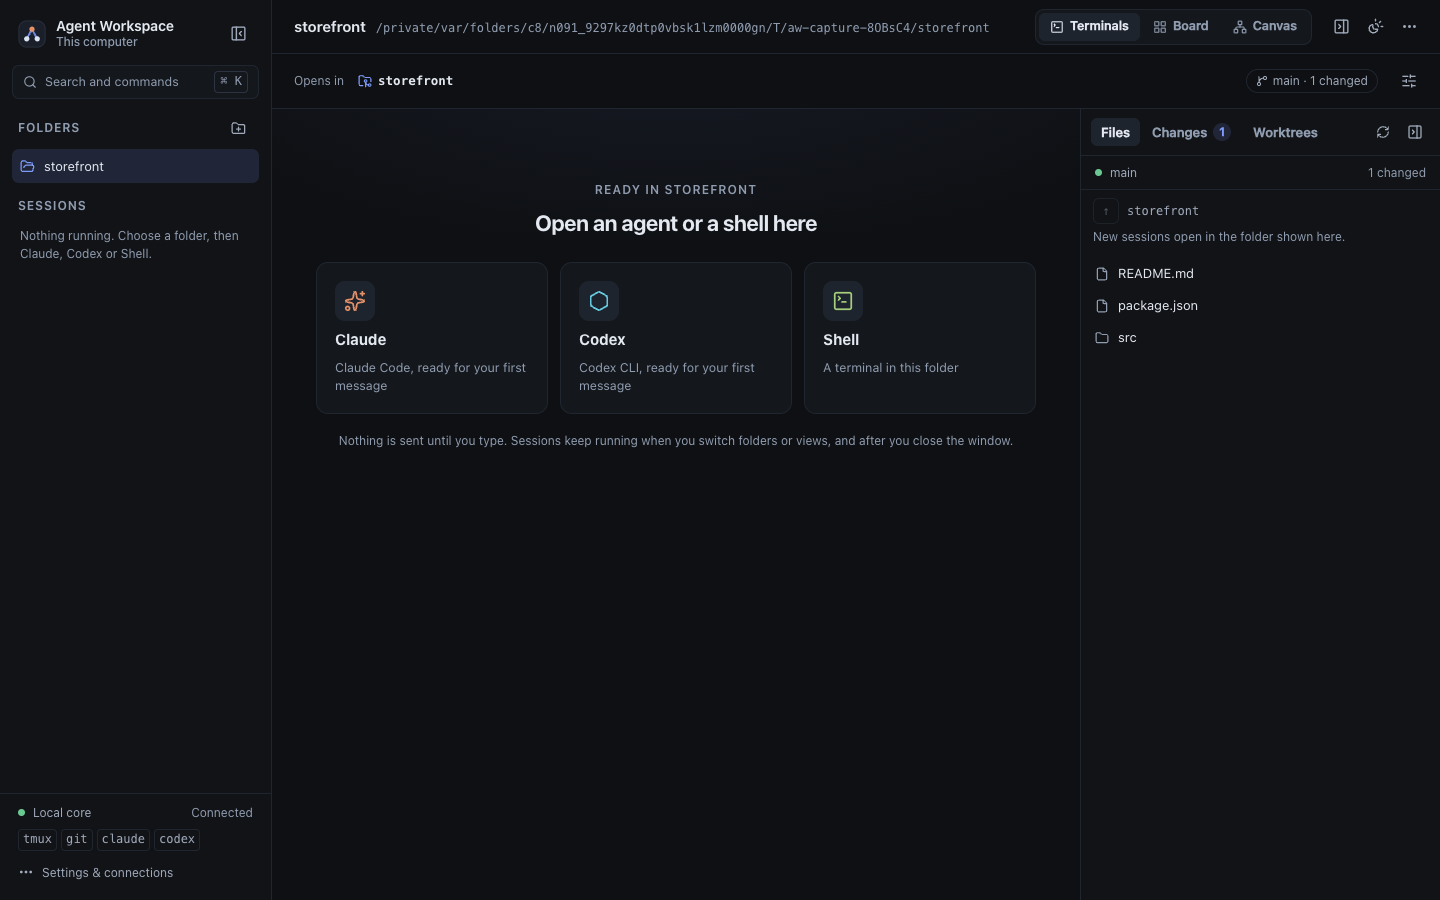 Agent Workspace
This computer
Search and commands ⌘ K
FOLDERS
storefront
SESSIONS
Nothing running. Choose a folder, then
Claude, Codex or Shell.
Local core Connected
tmux git claude codex
Settings & connections
storefront /private/var/folders/c8/n091_9297kz0dtp0vbsk1lzm0000gn/T/aw-capture-8OBsC4/storefront
Terminals Board Canvas
Opens in storefront
main · 1 changed
READY IN STOREFRONT
Open an agent or a shell here
Claude
Claude Code, ready for your first
message
Codex
Codex CLI, ready for your first
message
Shell
A terminal in this folder
Nothing is sent until you type. Sessions keep running when you switch folders or views, and after you close the window.
Files Changes 1 Worktrees
main 1 changed
↑ storefront
New sessions open in the folder shown here.
README.md
package.json
src